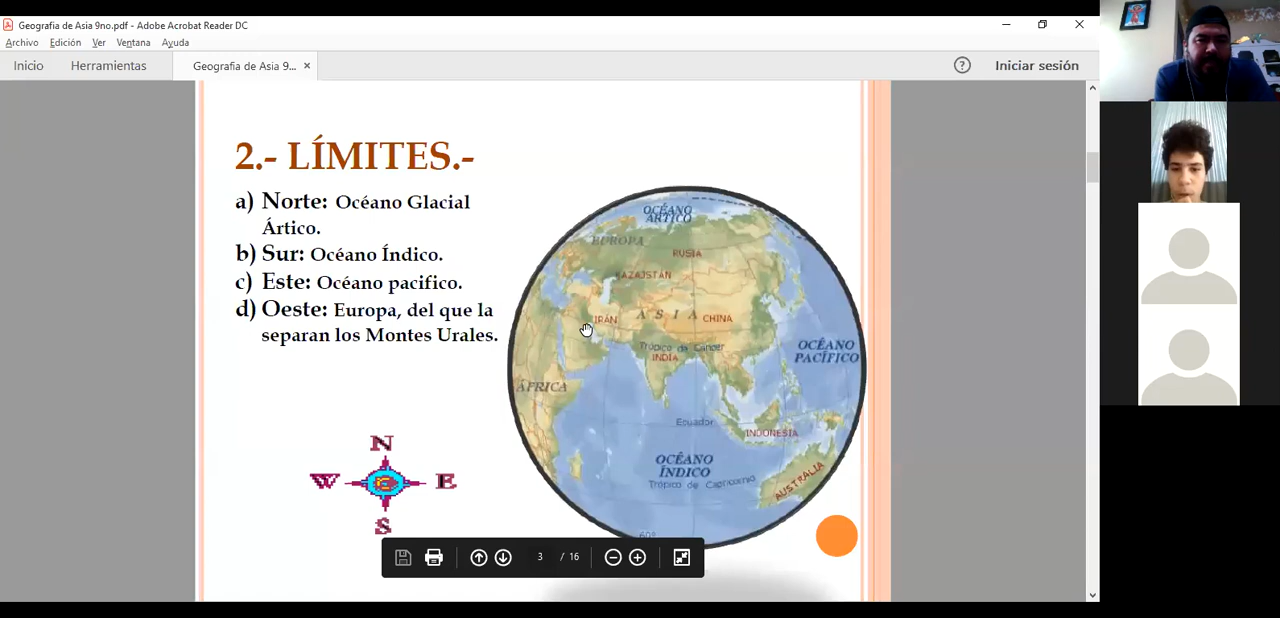 Geografia de Asia 9no.pdf - Adobe Acrobat Reader DC
Archivo Edición Ver Ventana Ayuda
Inicio Herramientas Geografia de Asia 9... × ? Iniciar sesión
2.- LÍMITES.-
a) Norte: Océano Glacial
Ártico.
b) Sur: Océano Índico.
c) Este: Océano pacifico.
d) Oeste: Europa, del que la
separan los Montes Urales.
N
W E
S
OCÉANO
ÁRTICO
EUROPA
RUSIA
KAZAJSTÁN
IRÁN
ASIA
CHINA
Trópico de Cáncer
INDIA
OCÉANO
PACÍFICO
ÁFRICA
Ecuador
INDONESIA
OCÉANO
ÍNDICO
Trópico de Capricornio
AUSTRALIA
60°
3 / 16